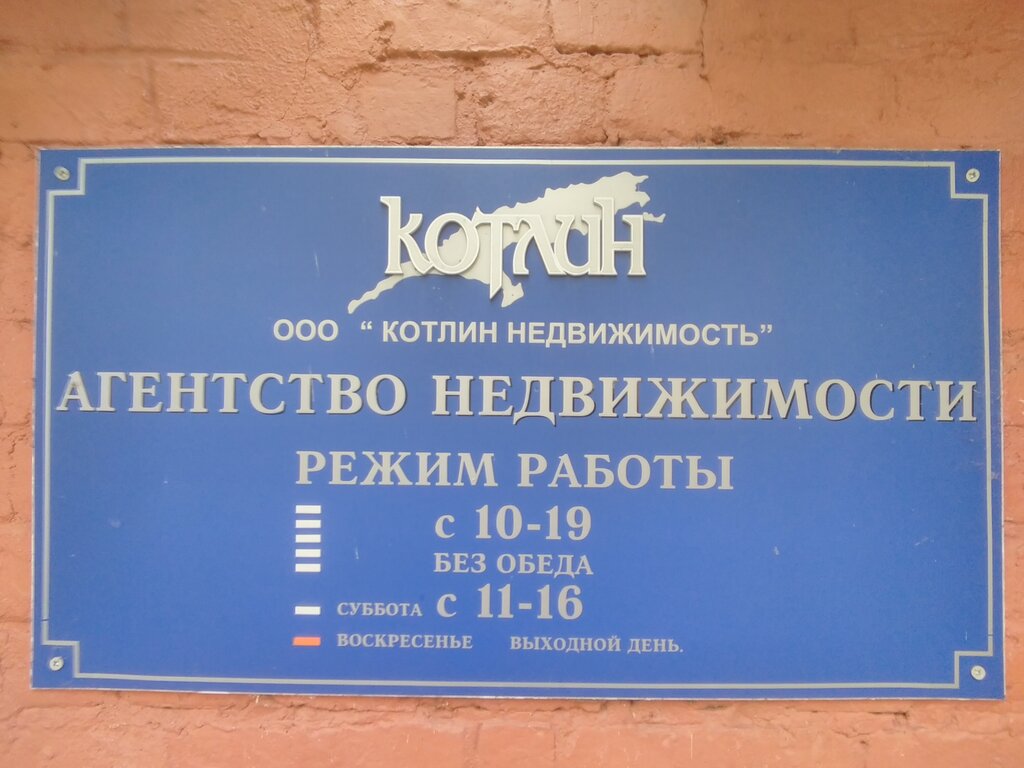 КОТЛИН
ООО “ КОТЛИН НЕДВИЖИМОСТЬ”
АГЕНТСТВО НЕДВИЖИМОСТИ
РЕЖИМ РАБОТЫ
с 10-19
БЕЗ ОБЕДА
СУББОТА с 11-16
ВОСКРЕСЕНЬЕ ВЫХОДНОЙ ДЕНЬ.